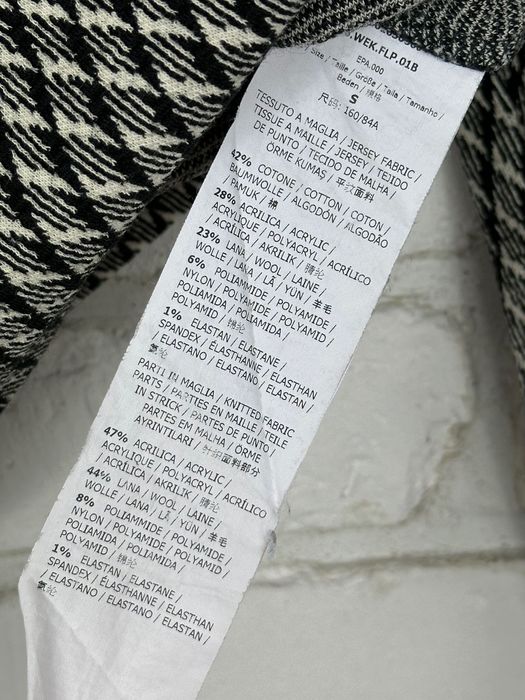 .WEK.FLP.01B
EPA.000
/ Size / Taille / Größe / Talla / Tamanho /
Beden / 規格
S
尺码: 160/84A
TESSUTO A MAGLIA / JERSEY FABRIC /
TISSUE A MAILLE / JERSEY / TEJIDO
DE PUNTO / TECIDO DE MALHA /
ÖRME KUMAS / 平纹面料
42% COTONE / COTTON / COTON /
BAUMWOLLE / ALGODÓN / ALGODÃO
/ PAMUK / 棉
28% ACRILICA / ACRYLIC /
ACRYLIQUE / POLYACRYL / ACRÍLICO
/ ACRÍLICA / AKRILIK / 腈纶
23% LANA / WOOL / LAINE /
WOLLE / LANA / LÃ / YÜN / 羊毛
6% POLIAMMIDE / POLYAMIDE /
NYLON / POLYAMIDE / POLYAMID /
POLIAMIDA / POLIAMIDA /
POLYAMID / 锦纶
1% ELASTAN / ELASTANE /
SPANDEX / ÉLASTHANNE / ELASTHAN
/ ELASTANO / ELASTANO / ELASTAN /
氨纶
PARTI IN MAGLIA / KNITTED FABRIC
PARTS / PARTIES EN MAILLE / TEILE
IN STRICK / PARTES DE PUNTO /
PARTES EM MALHA / ÖRME
AYRINTILARI / 针织面料部分
47% ACRILICA / ACRYLIC /
ACRYLIQUE / POLYACRYL / ACRÍLICO
/ ACRÍLICA / AKRILIK / 腈纶
44% LANA / WOOL / LAINE /
WOLLE / LANA / LÃ / YÜN / 羊毛
8% POLIAMMIDE / POLYAMIDE /
NYLON / POLYAMIDE / POLYAMID /
POLIAMIDA / POLIAMIDA /
POLYAMID / 锦纶
1% ELASTAN / ELASTANE /
SPANDEX / ÉLASTHANNE / ELASTHAN
/ ELASTANO / ELASTANO / ELASTAN /
氨纶